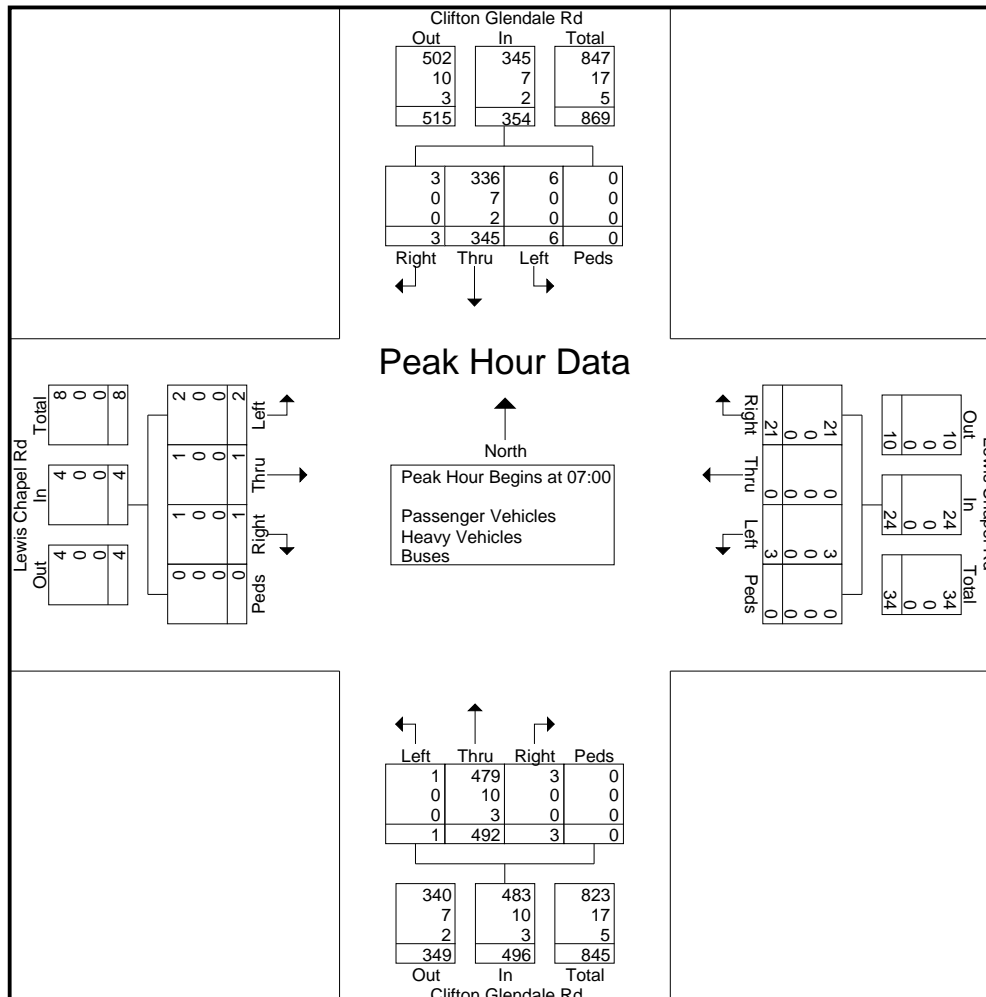 Clifton Glendale Rd
Out In Total
502 345 847
10 7 17
3 2 5
515 354 869
3 336 6 0
0 7 0 0
0 2 0 0
3 345 6 0
Right Thru Left Peds
Peak Hour Data
North
Peak Hour Begins at 07:00
Passenger Vehicles
Heavy Vehicles
Buses
Lewis Chapel Rd
Out In Total
4 4 8
0 0 0
0 0 0
4 4 8
Left Thru Right Peds
2 1 1 0
0 0 0 0
0 0 0 0
2 1 1 0
Right Thru Left Peds
21 0 3 0
0 0 0 0
0 0 0 0
21 0 3 0
Out In Total
10 24 34
0 0 0
0 0 0
10 24 34
Lewis Chapel Rd
Left Thru Right Peds
1 479 3 0
0 10 0 0
0 3 0 0
1 492 3 0
340 483 823
7 10 17
2 3 5
349 496 845
Out In Total
Clifton Glendale Rd